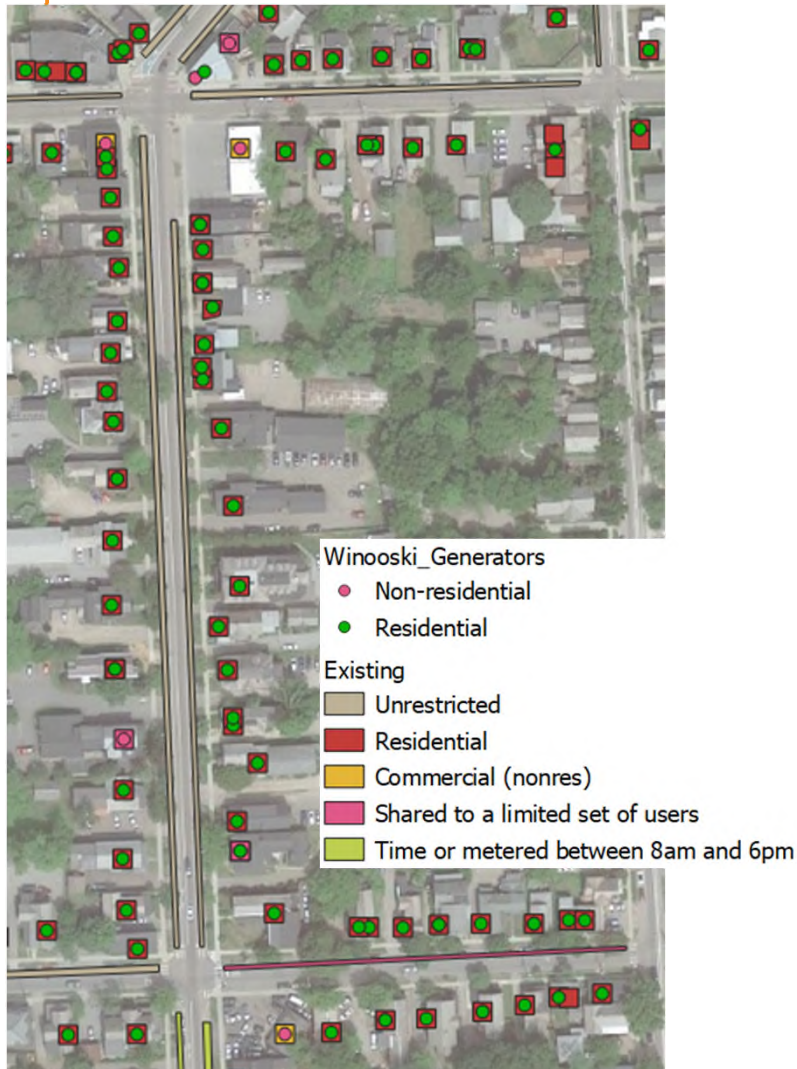 Winooski_Generators
Non-residential
Residential
Existing
Unrestricted
Residential
Commercial (nonres)
Shared to a limited set of users
Time or metered between 8am and 6pm